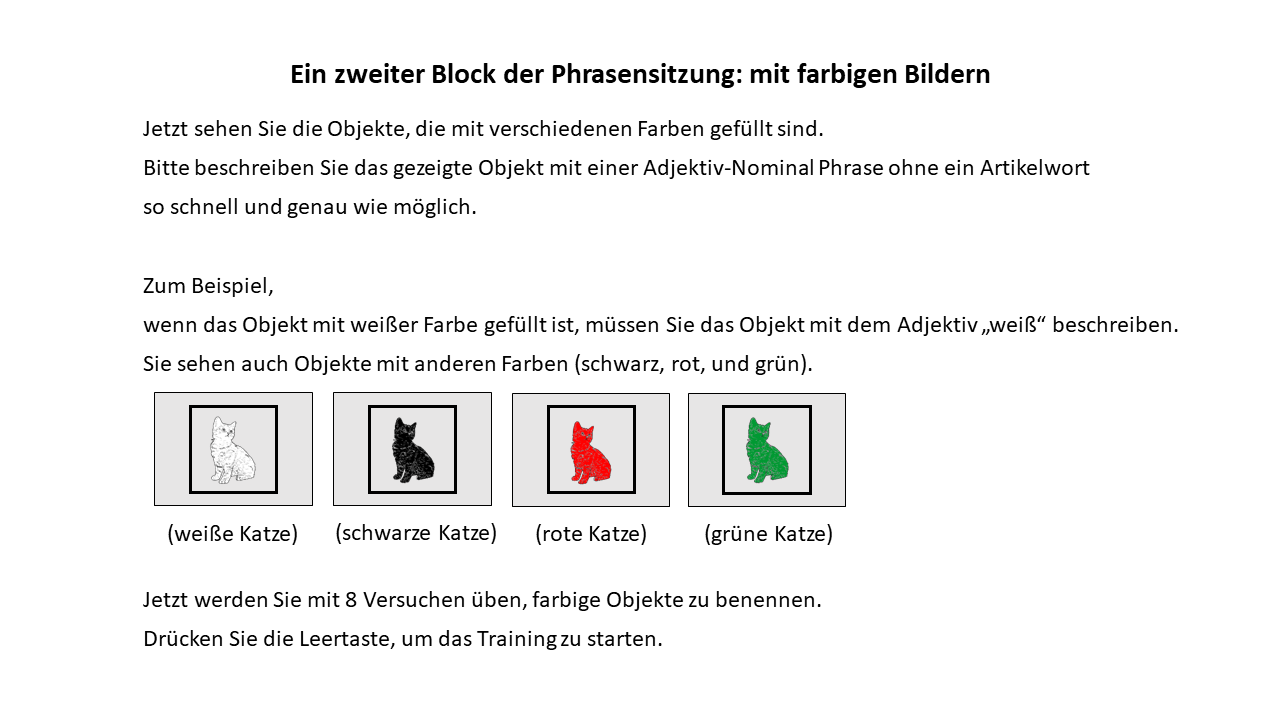 Ein zweiter Block der Phrasensitzung: mit farbigen Bildern
Jetzt sehen Sie die Objekte, die mit verschiedenen Farben gefüllt sind.
Bitte beschreiben Sie das gezeigte Objekt mit einer Adjektiv-Nominal Phrase ohne ein Artikelwort
so schnell und genau wie möglich.
Zum Beispiel,
wenn das Objekt mit weißer Farbe gefüllt ist, müssen Sie das Objekt mit dem Adjektiv „weiß“ beschreiben.
Sie sehen auch Objekte mit anderen Farben (schwarz, rot, und grün).
(weiße Katze) (schwarze Katze) (rote Katze) (grüne Katze)
Jetzt werden Sie mit 8 Versuchen üben, farbige Objekte zu benennen.
Drücken Sie die Leertaste, um das Training zu starten.